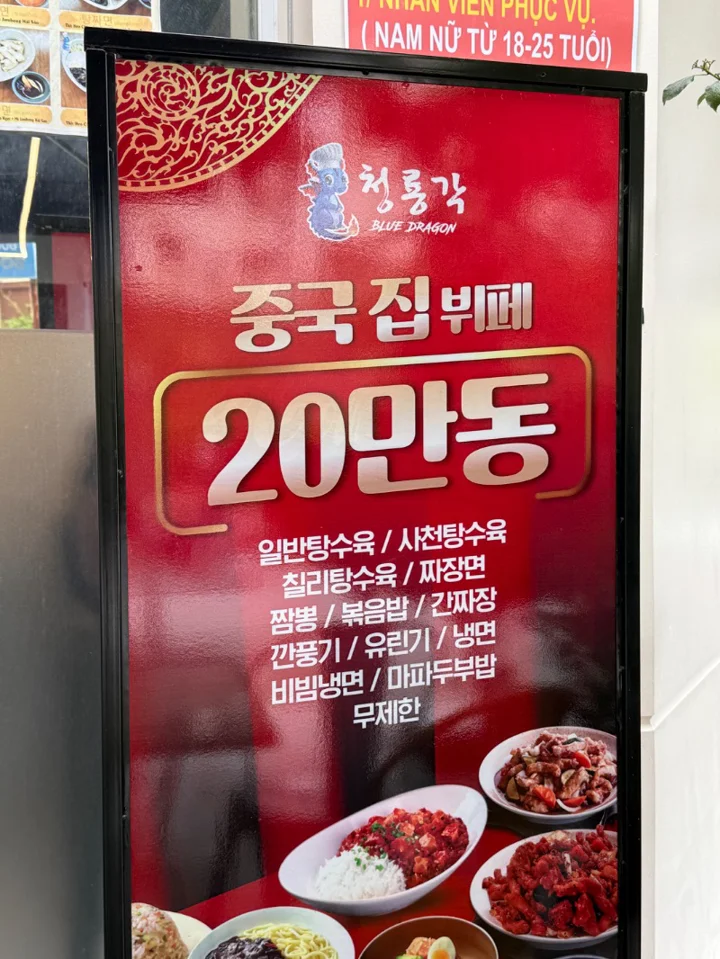 1/ NHÂN VIÊN PHỤC VỤ.
( NAM NỮ TỪ 18-25 TUỔI)
청룡각
BLUE DRAGON
중국 집 뷔페
20만동
일반탕수육 / 사천탕수육
칠리탕수육 / 짜장면
짬뽕 / 볶음밥 / 간짜장
깐풍기 / 유린기 / 냉면
비빔냉면 / 마파두부밥
무제한